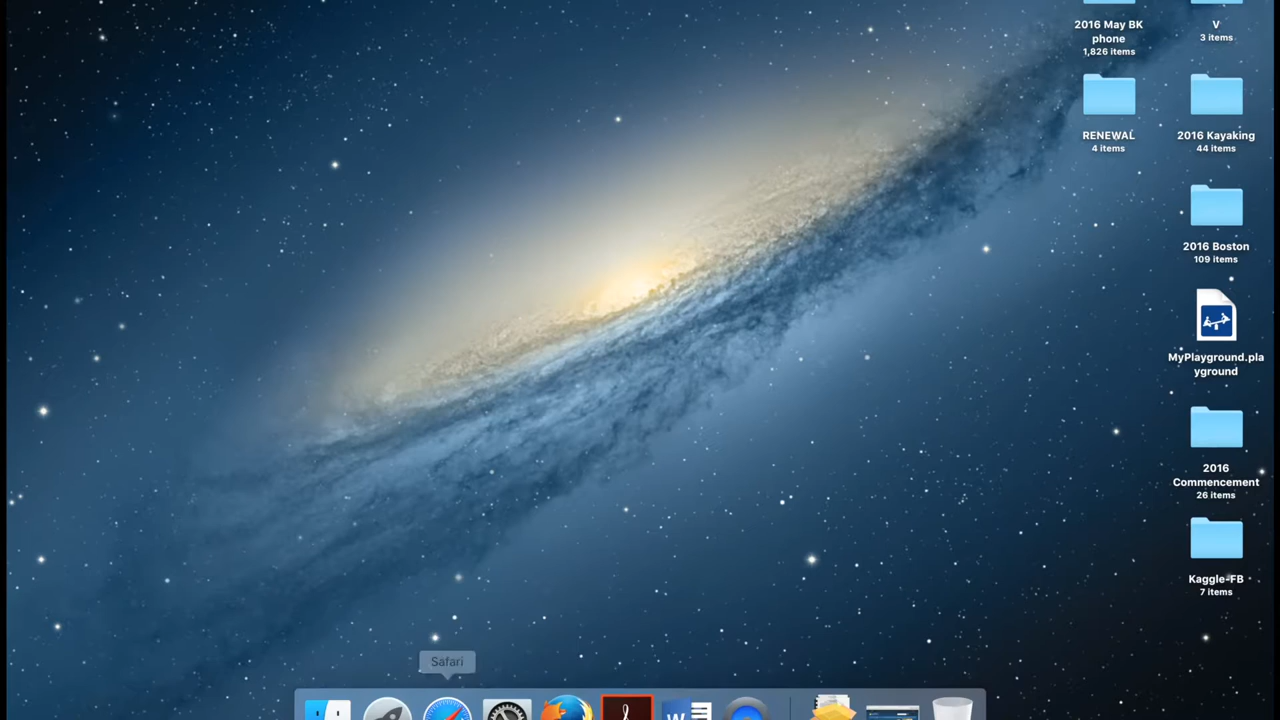 2016 May BK
phone
1,826 items
V
3 items
RENEWAL
4 items
2016 Kayaking
44 items
2016 Boston
109 items
MyPlayground.pla
yground
2016
Commencement
26 items
Kaggle-FB
7 items
Safari
W